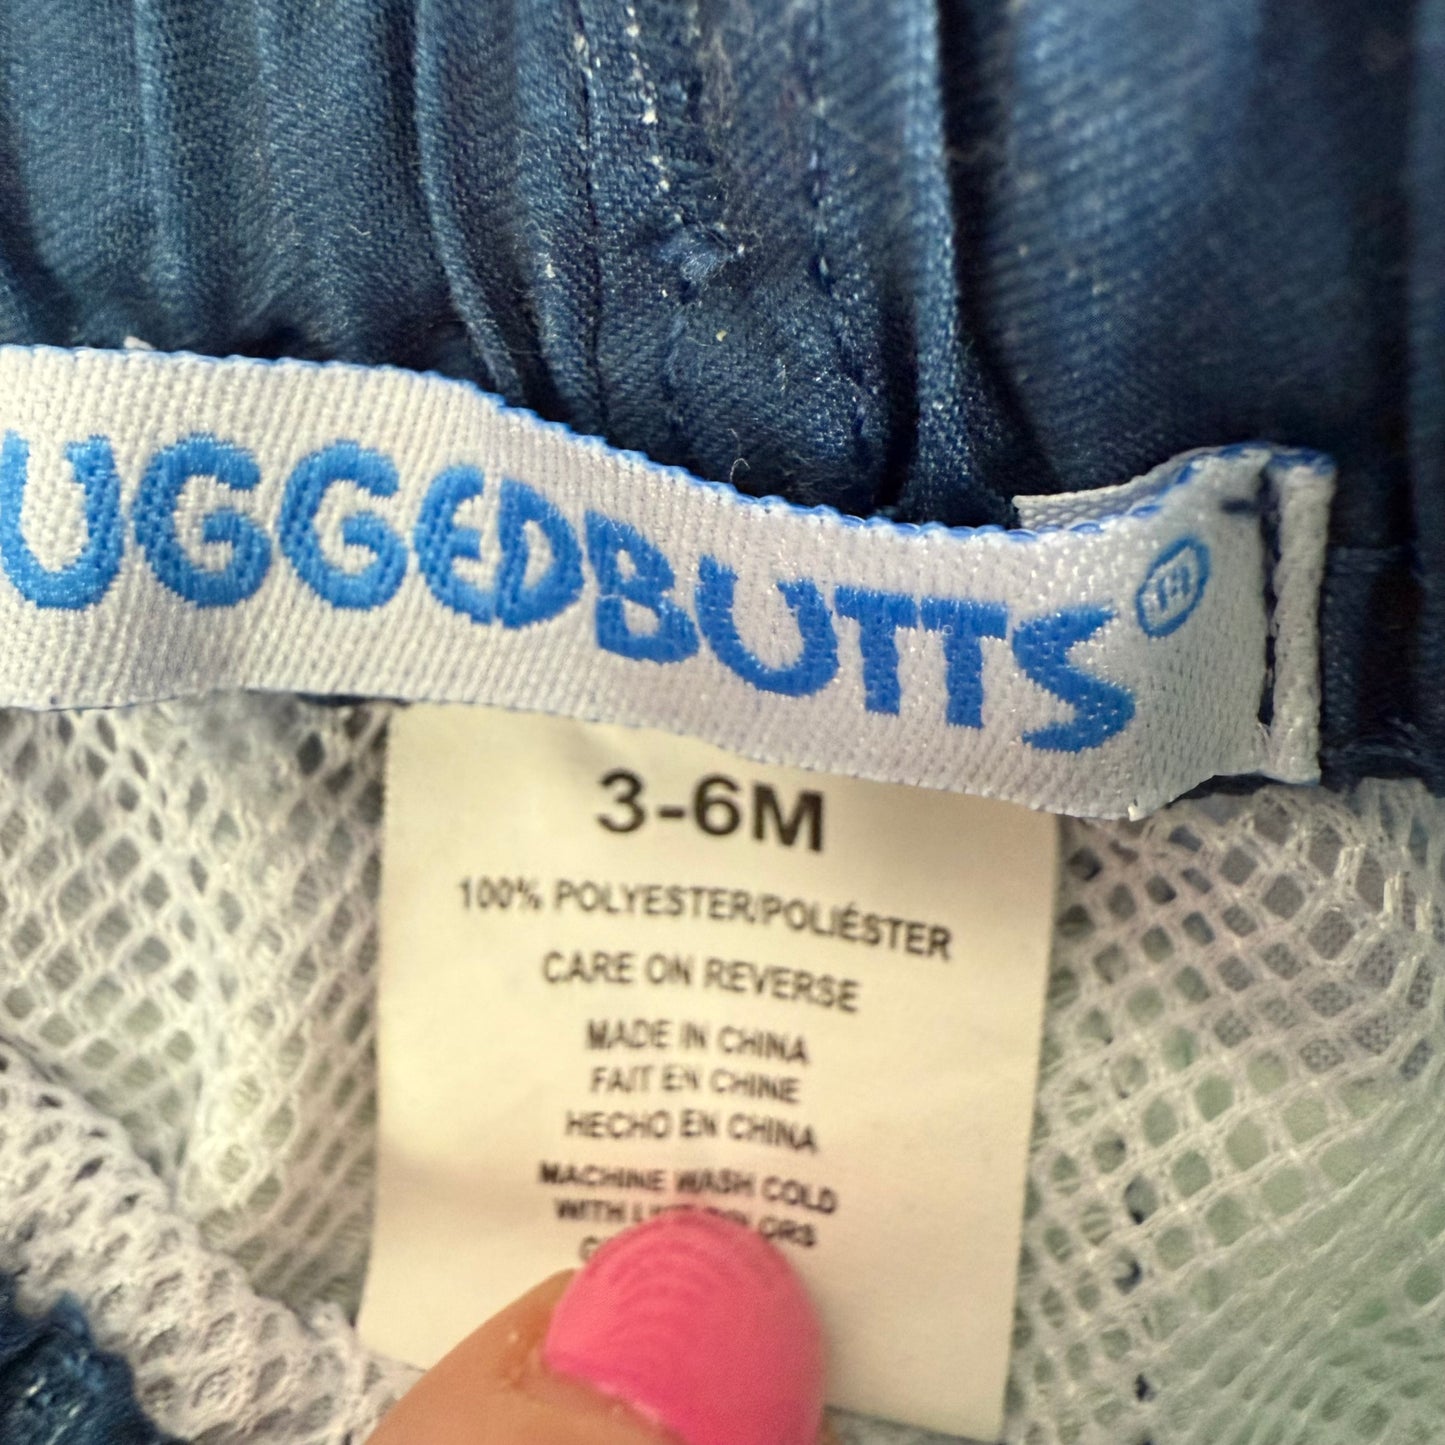 UGGEDBUTTS®
3-6M
100% POLYESTER/POLIÉSTER
CARE ON REVERSE
MADE IN CHINA
FAIT EN CHINE
HECHO EN CHINA
MACHINE WASH COLD
WITH